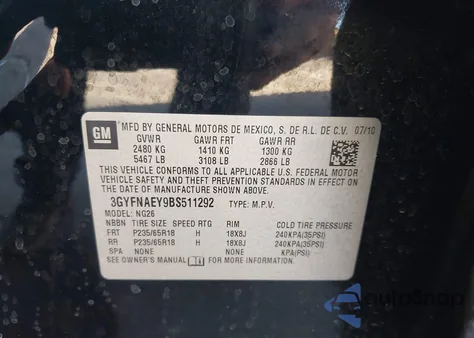 GM
MFD BY GENERAL MOTORS DE MEXICO, S. DE R.L. DE C.V. 07/10
GVWR GAWR FRT GAWR RR
2480 KG 1410 KG 1300 KG
5467 LB 3108 LB 2866 LB
THIS VEHICLE CONFORMS TO ALL APPLICABLE U.S. FEDERAL MOTOR
VEHICLE SAFETY, BUMPER, AND THEFT PREVENTION STANDARDS IN
EFFECT ON THE DATE OF MANUFACTURE SHOWN ABOVE.
3GYFNAEY9BS511292 TYPE: M.P.V.
MODEL: NG26
NBBN TIRE SIZE SPEED RTG RIM COLD TIRE PRESSURE
FRT P235/65R18 H 18X8J 240KPA(35PSI)
RR P235/65R18 H 18X8J 240KPA(35PSI)
SPA NONE NONE KPA(PSI)
SEE OWNER'S MANUAL FOR MORE INFORMATION.
AutoSnap